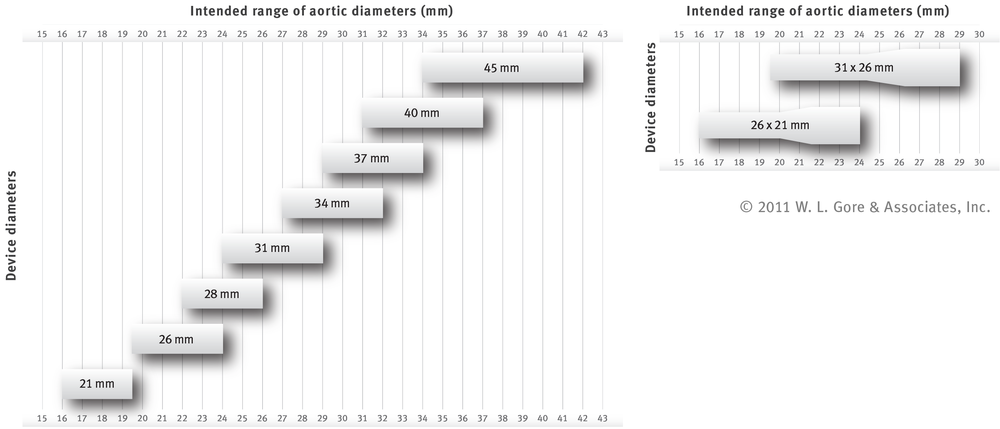 Intended range of aortic diameters (mm)
15 16 17 18 19 20 21 22 23 24 25 26 27 28 29 30 31 32 33 34 35 36 37 38 39 40 41 42 43
Device diameters
45 mm
40 mm
37 mm
34 mm
31 mm
28 mm
26 mm
21 mm
15 16 17 18 19 20 21 22 23 24 25 26 27 28 29 30 31 32 33 34 35 36 37 38 39 40 41 42 43
Intended range of aortic diameters (mm)
15 16 17 18 19 20 21 22 23 24 25 26 27 28 29 30
Device diameters
31 x 26 mm
26 x 21 mm
15 16 17 18 19 20 21 22 23 24 25 26 27 28 29 30
© 2011 W. L. Gore & Associates, Inc.